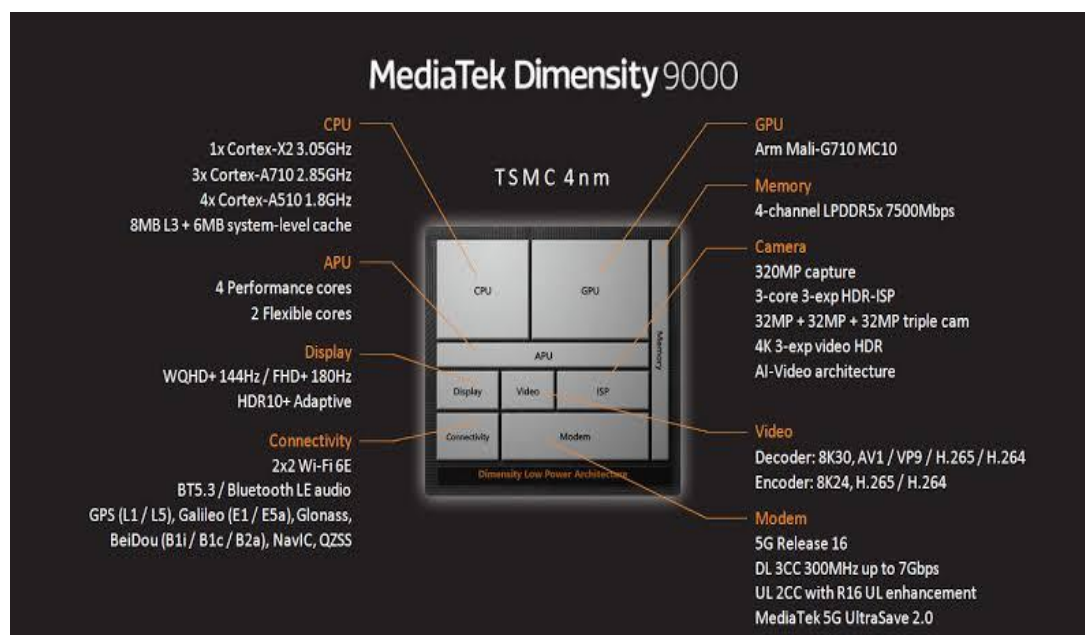 MediaTek Dimensity 9000
CPU
1x Cortex-X2 3.05GHz
3x Cortex-A710 2.85GHz
4x Cortex-A510 1.8GHz
8MB L3 + 6MB system-level cache
APU
4 Performance cores
2 Flexible cores
Display
WQHD+ 144Hz / FHD+ 180Hz
HDR10+ Adaptive
Connectivity
2x2 Wi-Fi 6E
BT5.3 / Bluetooth LE audio
GPS (L1 / L5), Galileo (E1 / E5a), Glonass,
BeiDou (B1i / B1c / B2a), NavIC, QZSS
TSMC 4nm
CPU
GPU
Memory
APU
Display
Video
ISP
Connectivity
Modem
Dimensity Low Power Architecture
GPU
Arm Mali-G710 MC10
Memory
4-channel LPDDR5x 7500Mbps
Camera
320MP capture
3-core 3-exp HDR-ISP
32MP + 32MP + 32MP triple cam
4K 3-exp video HDR
AI-Video architecture
Video
Decoder: 8K30, AV1 / VP9 / H.265 / H.264
Encoder: 8K24, H.265 / H.264
Modem
5G Release 16
DL 3CC 300MHz up to 7Gbps
UL 2CC with R16 UL enhancement
MediaTek 5G UltraSave 2.0